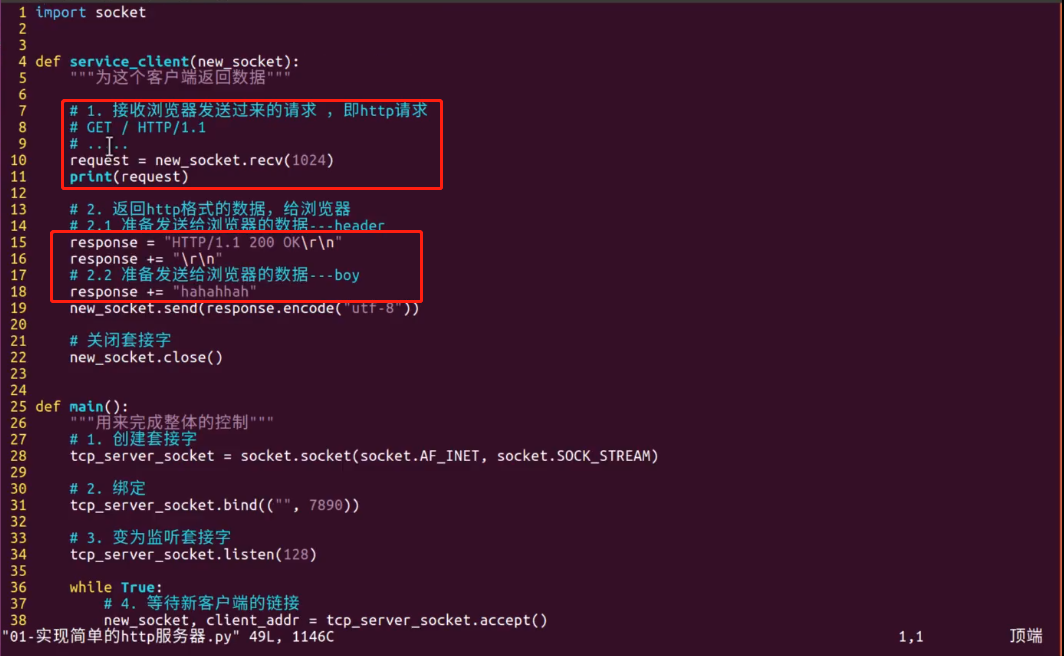 1 import socket
2
3
4 def service_client(new_socket):
5     """为这个客户端返回数据"""
6
7     # 1. 接收浏览器发送过来的请求 ，即http请求
8     # GET / HTTP/1.1
9     # .....
10     request = new_socket.recv(1024)
11     print(request)
12
13     # 2. 返回http格式的数据，给浏览器
14     # 2.1 准备发送给浏览器的数据---header
15     response = "HTTP/1.1 200 OK\r\n"
16     response += "\r\n"
17     # 2.2 准备发送给浏览器的数据---boy
18     response += "hahahhah"
19     new_socket.send(response.encode("utf-8"))
20
21     # 关闭套接字
22     new_socket.close()
23
24
25 def main():
26     """用来完成整体的控制"""
27     # 1. 创建套接字
28     tcp_server_socket = socket.socket(socket.AF_INET, socket.SOCK_STREAM)
29
30     # 2. 绑定
31     tcp_server_socket.bind(("", 7890))
32
33     # 3. 变为监听套接字
34     tcp_server_socket.listen(128)
35
36     while True:
37         # 4. 等待新客户端的链接
38         new_socket, client_addr = tcp_server_socket.accept()
"01-实现简单的http服务器.py" 49L, 1146C 1,1 顶端